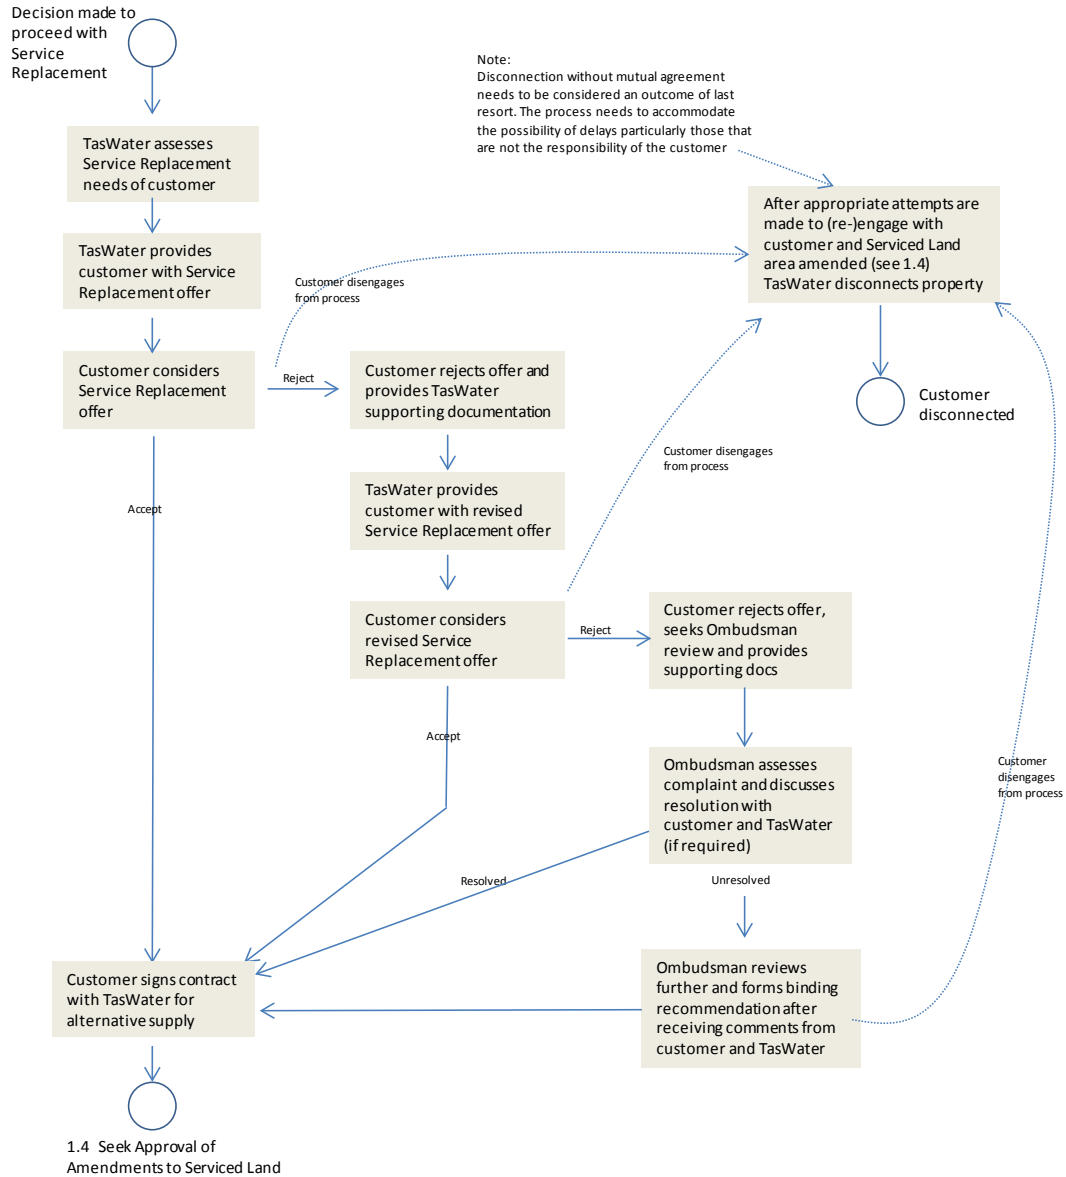 Decision made to
proceed with
Service
Replacement
Note:
Disconnection without mutual agreement
needs to be considered an outcome of last
resort. The process needs to accommodate
the possibility of delays particularly those that
are not the responsibility of the customer
TasWater assesses
Service Replacement
needs of customer
After appropriate attempts are
made to (re-)engage with
customer and Serviced Land
area amended (see 1.4)
TasWater disconnects property
TasWater provides
customer with Service
Replacement offer
Customer disengages
from process
Customer considers
Service Replacement
offer
Reject
Customer rejects offer and
provides TasWater
supporting documentation
Customer
disconnected
Customer disengages
from process
Accept
TasWater provides
customer with revised
Service Replacement offer
Customer considers
revised Service
Replacement offer
Reject
Customer rejects offer,
seeks Ombudsman
review and provides
supporting docs
Accept
Ombudsman assesses
complaint and discusses
resolution with
customer and TasWater
(if required)
Customer
disengages
from process
Resolved
Unresolved
Customer signs contract
with TasWater for
alternative supply
Ombudsman reviews
further and forms binding
recommendation after
receiving comments from
customer and TasWater
1.4 Seek Approval of
Amendments to Serviced Land